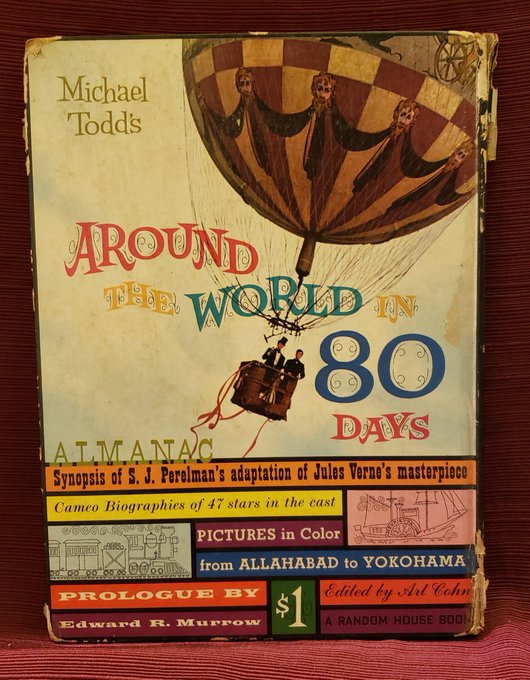 Michael
Todd's
AROUND
THE WORLD IN
80
DAYS
ALMANAC
Synopsis of S. J. Perelman's adaptation of Jules Verne's masterpiece
Cameo Biographies of 47 stars in the cast
PICTURES in Color
from ALLAHABAD to YOKOHAMA
PROLOGUE BY
Edward R. Murrow
$1
Edited by Art Cohn
A RANDOM HOUSE BOOK